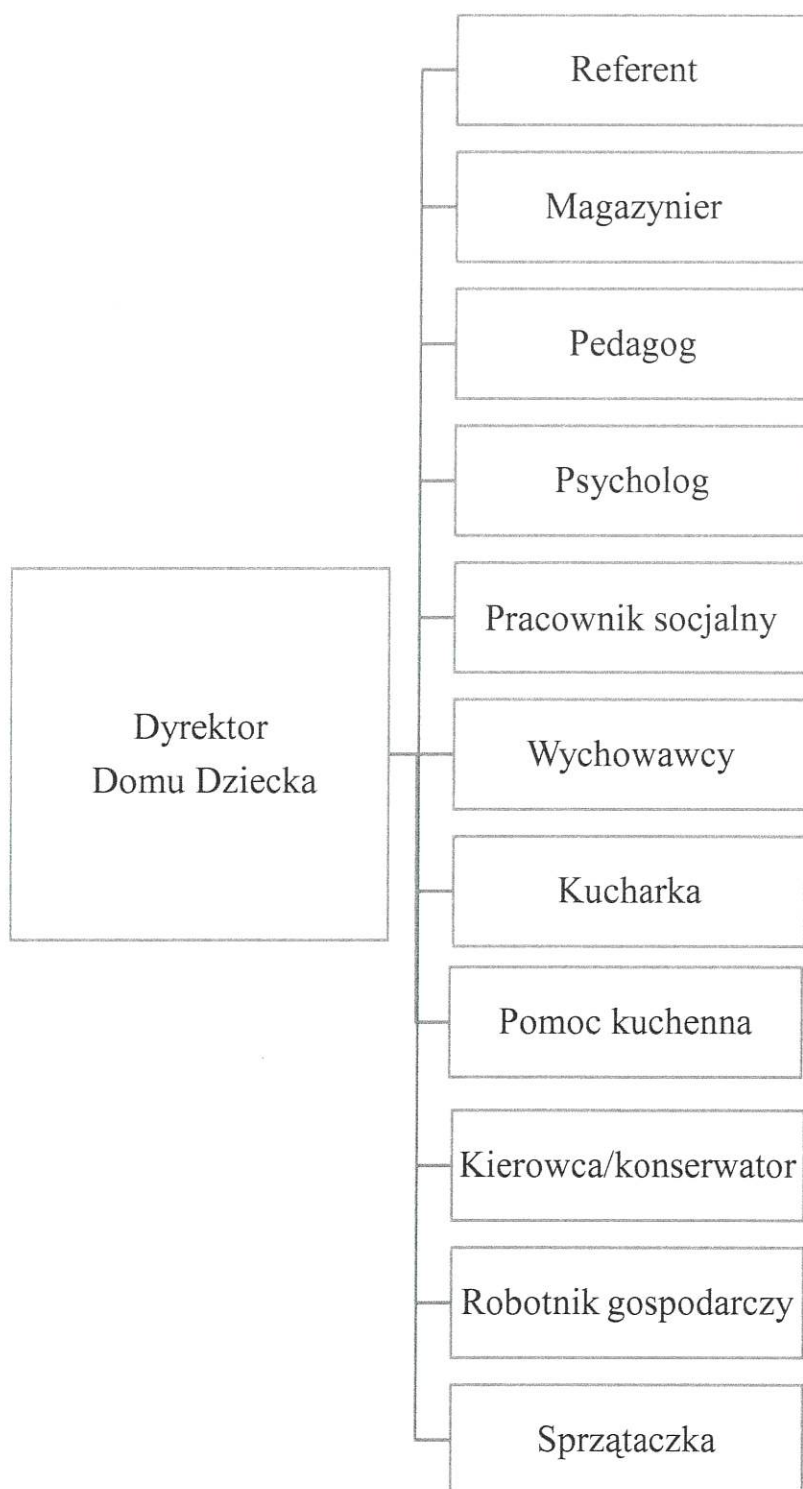 Referent
Magazynier
Pedagog
Psycholog
Pracownik socjalny
Dyrektor
Domu Dziecka
Wychowawcy
Kucharka
Pomoc kuchenna
Kierowca/konserwator
Robotnik gospodarczy
Sprzątaczka